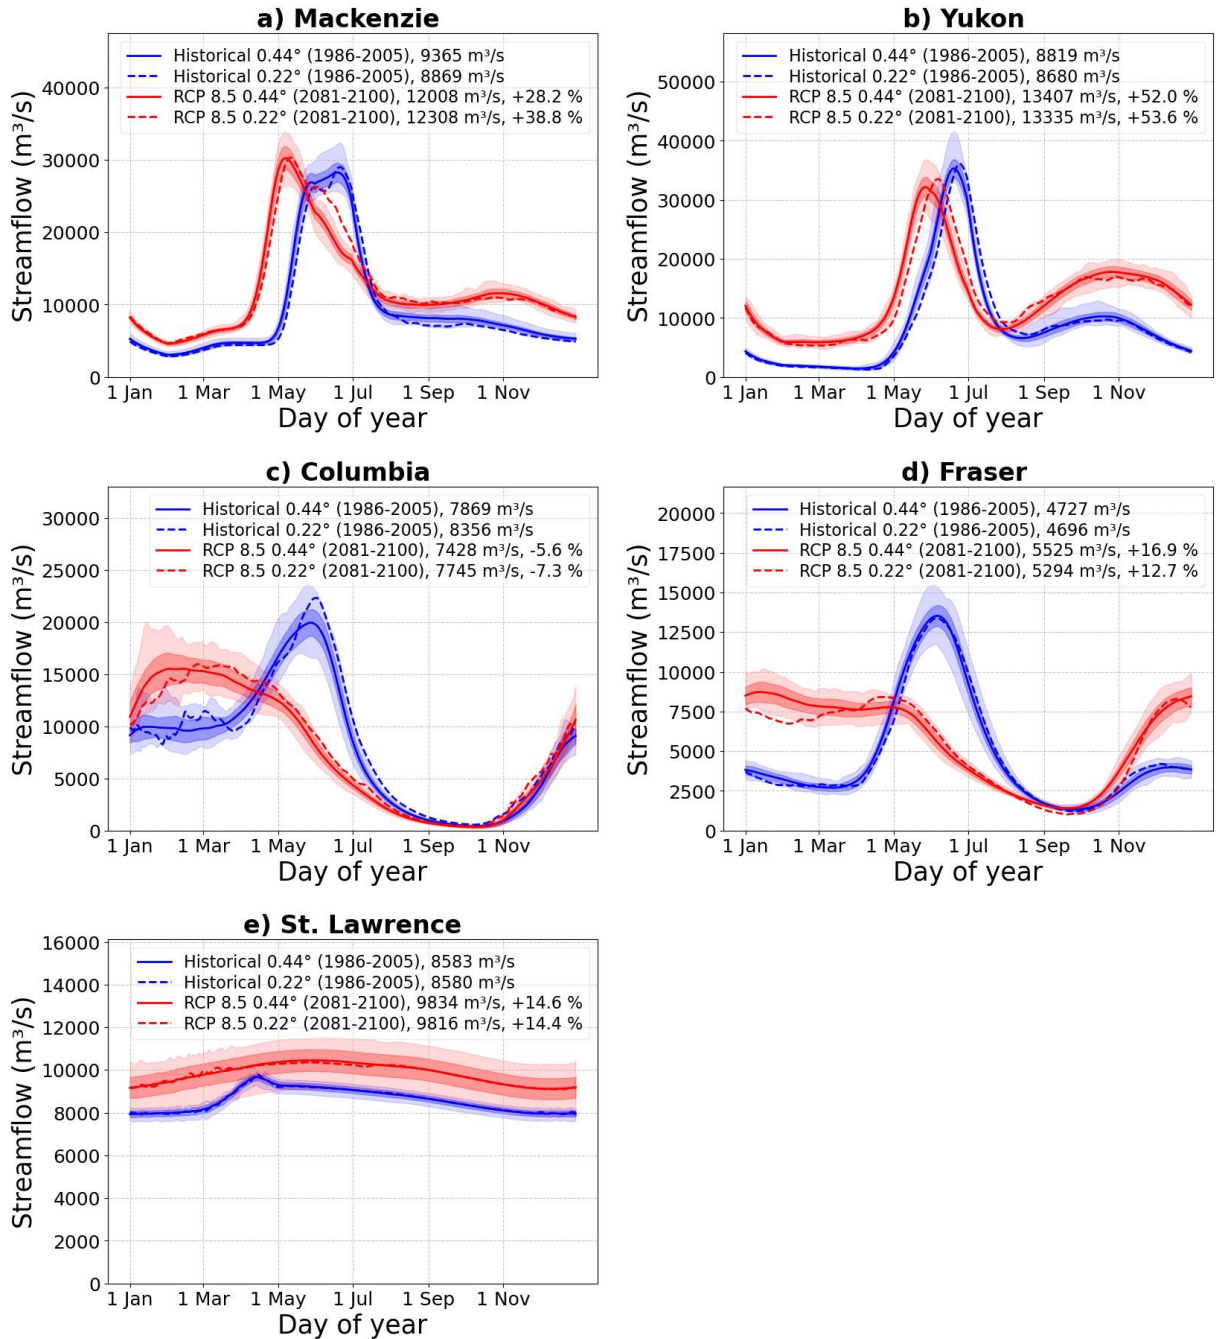 a) Mackenzie
Historical 0.44° (1986-2005), 9365 m³/s
Historical 0.22° (1986-2005), 8869 m³/s
RCP 8.5 0.44° (2081-2100), 12008 m³/s, +28.2 %
RCP 8.5 0.22° (2081-2100), 12308 m³/s, +38.8 %
Streamflow (m³/s)
40000
30000
20000
10000
0
1 Jan 1 Mar 1 May 1 Jul 1 Sep 1 Nov
Day of year
b) Yukon
Historical 0.44° (1986-2005), 8819 m³/s
Historical 0.22° (1986-2005), 8680 m³/s
RCP 8.5 0.44° (2081-2100), 13407 m³/s, +52.0 %
RCP 8.5 0.22° (2081-2100), 13335 m³/s, +53.6 %
Streamflow (m³/s)
50000
40000
30000
20000
10000
0
1 Jan 1 Mar 1 May 1 Jul 1 Sep 1 Nov
Day of year
c) Columbia
Historical 0.44° (1986-2005), 7869 m³/s
Historical 0.22° (1986-2005), 8356 m³/s
RCP 8.5 0.44° (2081-2100), 7428 m³/s, -5.6 %
RCP 8.5 0.22° (2081-2100), 7745 m³/s, -7.3 %
Streamflow (m³/s)
30000
25000
20000
15000
10000
5000
0
1 Jan 1 Mar 1 May 1 Jul 1 Sep 1 Nov
Day of year
d) Fraser
Historical 0.44° (1986-2005), 4727 m³/s
Historical 0.22° (1986-2005), 4696 m³/s
RCP 8.5 0.44° (2081-2100), 5525 m³/s, +16.9 %
RCP 8.5 0.22° (2081-2100), 5294 m³/s, +12.7 %
Streamflow (m³/s)
20000
17500
15000
12500
10000
7500
5000
2500
0
1 Jan 1 Mar 1 May 1 Jul 1 Sep 1 Nov
Day of year
e) St. Lawrence
Historical 0.44° (1986-2005), 8583 m³/s
Historical 0.22° (1986-2005), 8580 m³/s
RCP 8.5 0.44° (2081-2100), 9834 m³/s, +14.6 %
RCP 8.5 0.22° (2081-2100), 9816 m³/s, +14.4 %
Streamflow (m³/s)
16000
14000
12000
10000
8000
6000
4000
2000
0
1 Jan 1 Mar 1 May 1 Jul 1 Sep 1 Nov
Day of year